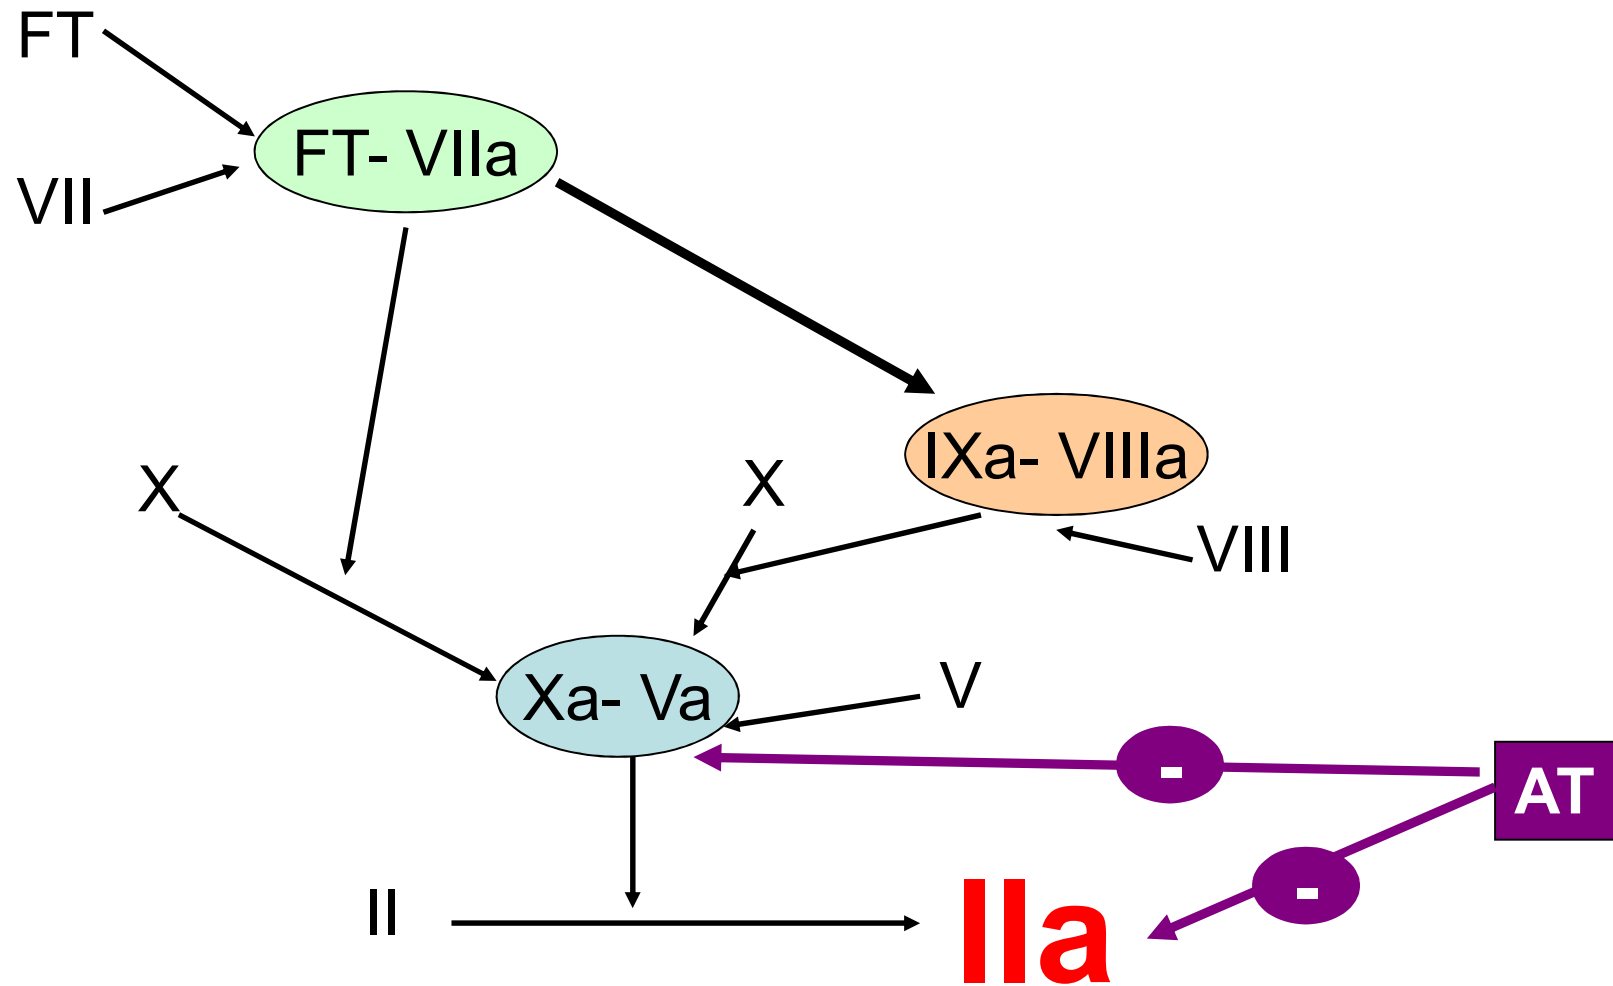 FT
FT- VIIa
VII
IXa- VIIIa
X
X
VIII
Xa- Va
V
-
AT
-
II
IIa